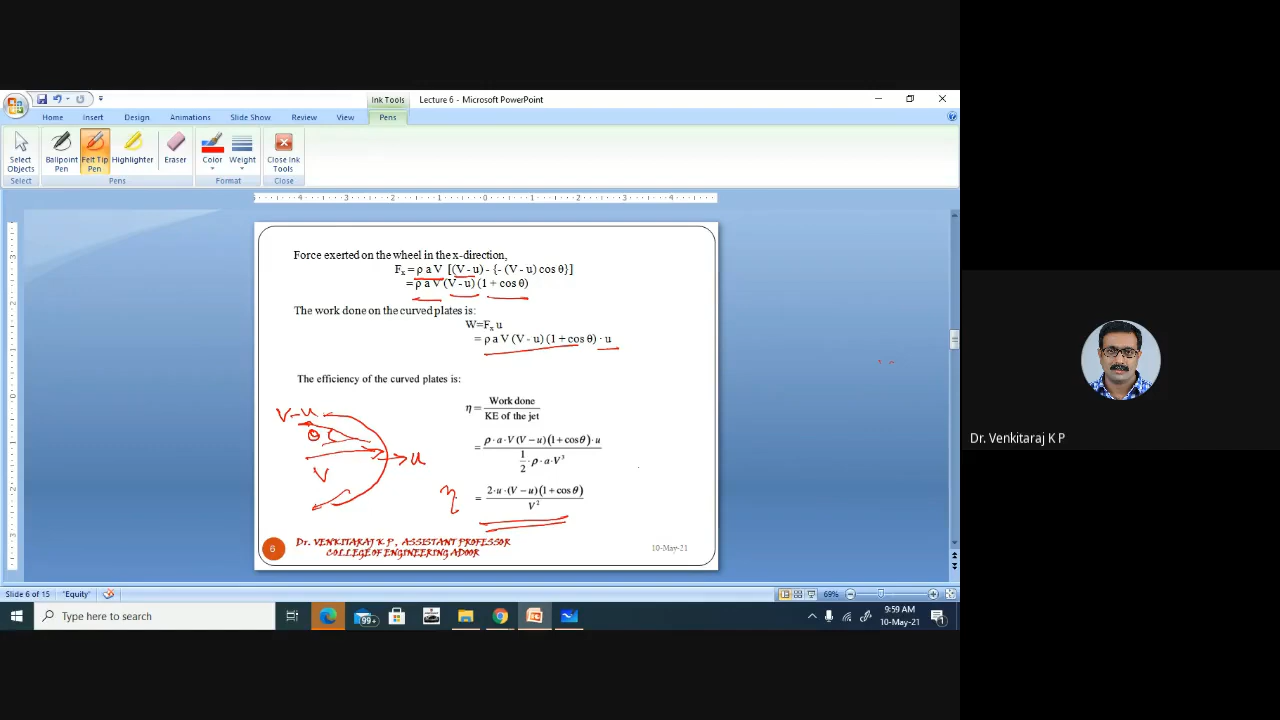 Ink Tools
Lecture 6 - Microsoft PowerPoint
Home Insert Design Animations Slide Show Review View Pens
Select Objects
Ballpoint Pen
Felt Tip Pen
Highlighter
Eraser
Color
Weight
Close Ink Tools
Select
Pens
Format
Close
Force exerted on the wheel in the x-direction,
Fₓ = ρ a V [(V - u) - {- (V - u) cos θ}]
= ρ a V (V - u) (1 + cos θ)
The work done on the curved plates is:
W=Fₓ u
= ρ a V (V - u) (1 + cos θ) · u
The efficiency of the curved plates is:
η = Work done / KE of the jet
= ρ·a·V(V−u)(1+cosθ)·u / 1/2·ρ·a·V³
= 2·u·(V−u)(1+cosθ) / V²
V-u
θ
u
V
η
6
Dr. VENKITARAJ K P, ASSISTANT PROFESSOR
COLLEGE OF ENGINEERING ADOOR
10-May-21
Dr. Venkitaraj K P
Slide 6 of 15
"Equity"
69%
Type here to search
99+
9:59 AM
10-May-21
1